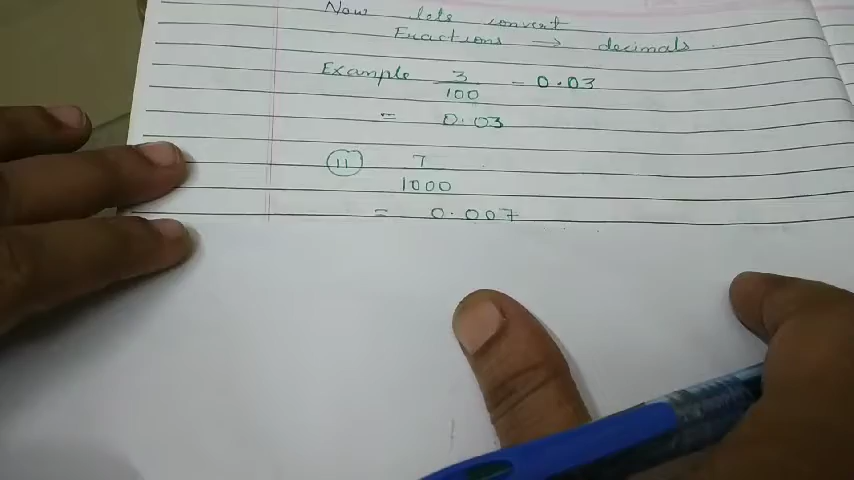 Now lets convert
Fractions → decimals.
Example 3/100 - 0.03
= 0.03
(ii) 7/1000
= 0.007